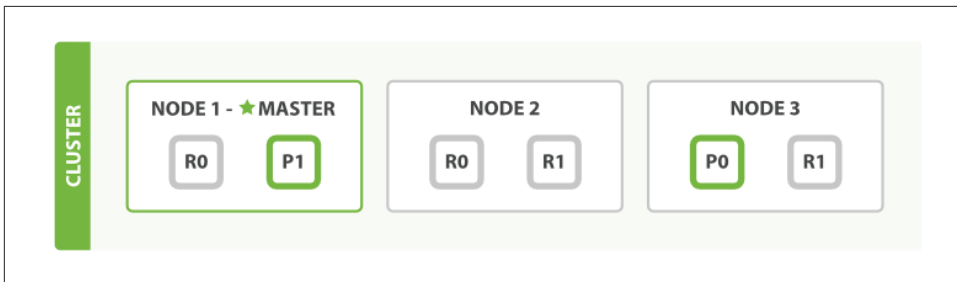 CLUSTER
NODE 1 - ★ MASTER
R0
P1
NODE 2
R0
R1
NODE 3
P0
R1